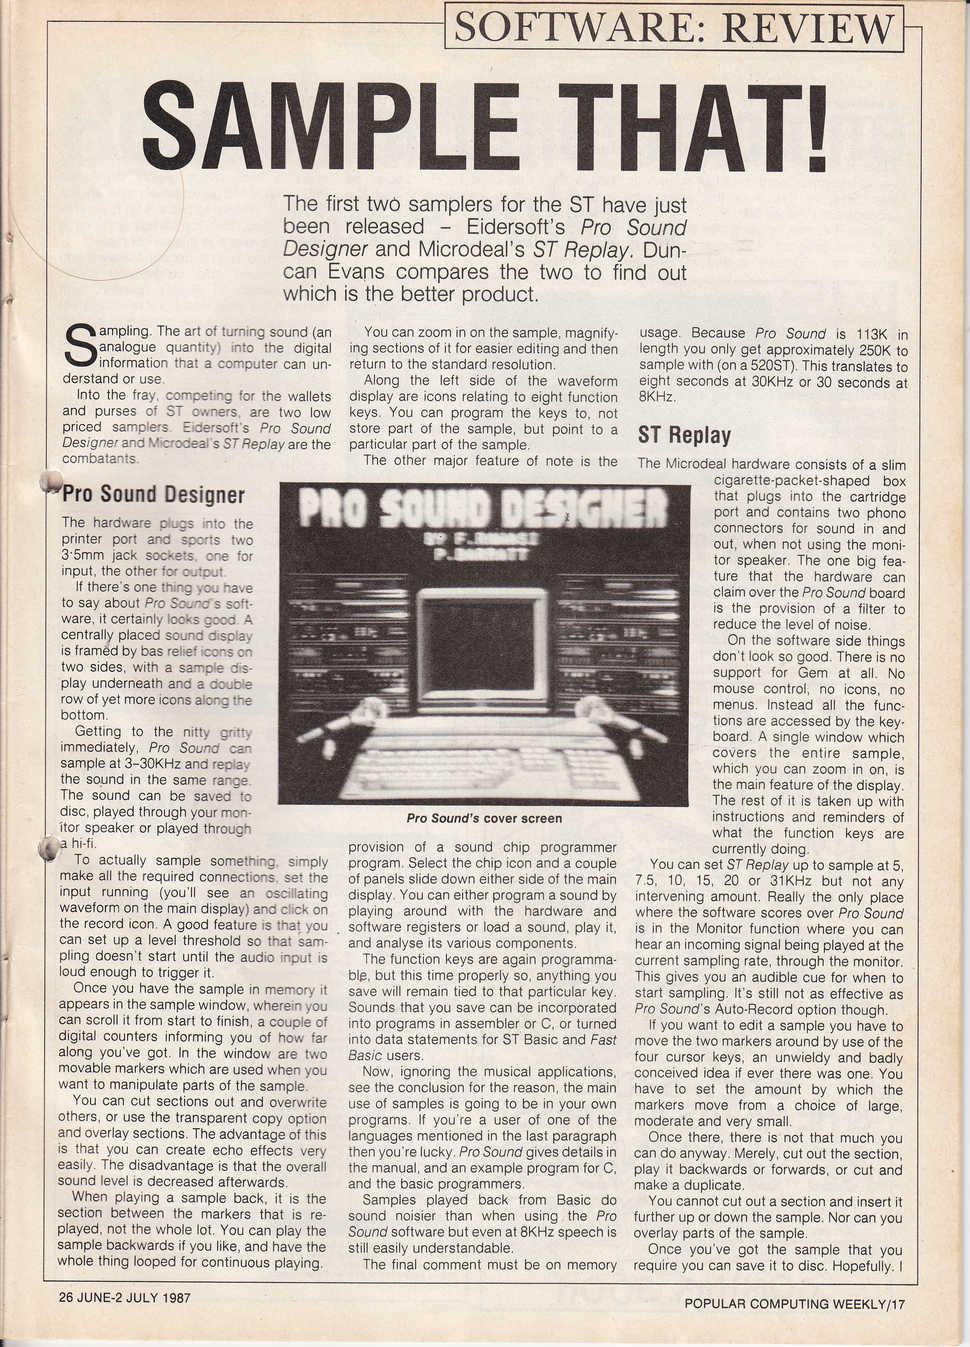 SOFTWARE: REVIEW
SAMPLE THAT!
The first two samplers for the ST have just
been released – Eidersoft's Pro Sound
Designer and Microdeal's ST Replay. Dun-
can Evans compares the two to find out
which is the better product.
Sampling. The art of turning sound (an
analogue quantity) into the digital
information that a computer can un-
derstand or use.
Into the fray, competing for the wallets
and purses of ST owners, are two low
priced samplers. Eidersoft's Pro Sound
Designer and Microdeal's ST Replay are the
combatants.
Pro Sound Designer
The hardware plugs into the
printer port and sports two
3·5mm jack sockets, one for
input, the other for output.
If there's one thing you have
to say about Pro Sound's soft-
ware, it certainly looks good. A
centrally placed sound display
is framed by bas relief icons on
two sides, with a sample dis-
play underneath and a double
row of yet more icons along the
bottom.
Getting to the nitty gritty
immediately, Pro Sound can
sample at 3–30KHz and replay
the sound in the same range.
The sound can be saved to
disc, played through your mon-
itor speaker or played through
a hi-fi.
To actually sample something, simply
make all the required connections, set the
input running (you'll see an oscillating
waveform on the main display) and click on
the record icon. A good feature is that you
can set up a level threshold so that sam-
pling doesn't start until the audio input is
loud enough to trigger it.
Once you have the sample in memory it
appears in the sample window, wherein you
can scroll it from start to finish, a couple of
digital counters informing you of how far
along you've got. In the window are two
movable markers which are used when you
want to manipulate parts of the sample.
You can cut sections out and overwrite
others, or use the transparent copy option
and overlay sections. The advantage of this
is that you can create echo effects very
easily. The disadvantage is that the overall
sound level is decreased afterwards.
When playing a sample back, it is the
section between the markers that is re-
played, not the whole lot. You can play the
sample backwards if you like, and have the
whole thing looped for continuous playing.
You can zoom in on the sample, magnify-
ing sections of it for easier editing and then
return to the standard resolution.
Along the left side of the waveform
display are icons relating to eight function
keys. You can program the keys to, not
store part of the sample, but point to a
particular part of the sample.
The other major feature of note is the
PRO SOUND DESIGNER
Pro Sound's cover screen
provision of a sound chip programmer
program. Select the chip icon and a couple
of panels slide down either side of the main
display. You can either program a sound by
playing around with the hardware and
software registers or load a sound, play it,
and analyse its various components.
The function keys are again programma-
ble, but this time properly so, anything you
save will remain tied to that particular key.
Sounds that you save can be incorporated
into programs in assembler or C, or turned
into data statements for ST Basic and Fast
Basic users.
Now, ignoring the musical applications,
see the conclusion for the reason, the main
use of samples is going to be in your own
programs. If you're a user of one of the
languages mentioned in the last paragraph
then you're lucky. Pro Sound gives details in
the manual, and an example program for C,
and the basic programmers.
Samples played back from Basic do
sound noisier than when using the Pro
Sound software but even at 8KHz speech is
still easily understandable.
The final comment must be on memory
usage. Because Pro Sound is 113K in
length you only get approximately 250K to
sample with (on a 520ST). This translates to
eight seconds at 30KHz or 30 seconds at
8KHz.
ST Replay
The Microdeal hardware consists of a slim
cigarette-packet-shaped box
that plugs into the cartridge
port and contains two phono
connectors for sound in and
out, when not using the moni-
tor speaker. The one big fea-
ture that the hardware can
claim over the Pro Sound board
is the provision of a filter to
reduce the level of noise.
On the software side things
don't look so good. There is no
support for Gem at all. No
mouse control, no icons, no
menus. Instead all the func-
tions are accessed by the key-
board. A single window which
covers the entire sample,
which you can zoom in on, is
the main feature of the display.
The rest of it is taken up with
instructions and reminders of
what the function keys are
currently doing.
You can set ST Replay up to sample at 5,
7.5, 10, 15, 20 or 31KHz but not any
intervening amount. Really the only place
where the software scores over Pro Sound
is in the Monitor function where you can
hear an incoming signal being played at the
current sampling rate, through the monitor.
This gives you an audible cue for when to
start sampling. It's still not as effective as
Pro Sound's Auto-Record option though.
If you want to edit a sample you have to
move the two markers around by use of the
four cursor keys, an unwieldy and badly
conceived idea if ever there was one. You
have to set the amount by which the
markers move from a choice of large,
moderate and very small.
Once there, there is not that much you
can do anyway. Merely, cut out the section,
play it backwards or forwards, or cut and
make a duplicate.
You cannot cut out a section and insert it
further up or down the sample. Nor can you
overlay parts of the sample.
Once you've got the sample that you
require you can save it to disc. Hopefully. I
26 JUNE-2 JULY 1987
POPULAR COMPUTING WEEKLY/17